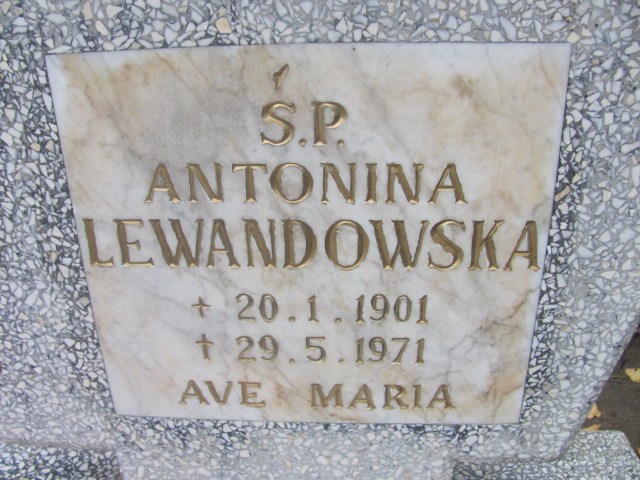 Ś.P.
ANTONINA
LEWANDOWSKA
+ 20.1.1901
† 29.5.1971
AVE MARIA